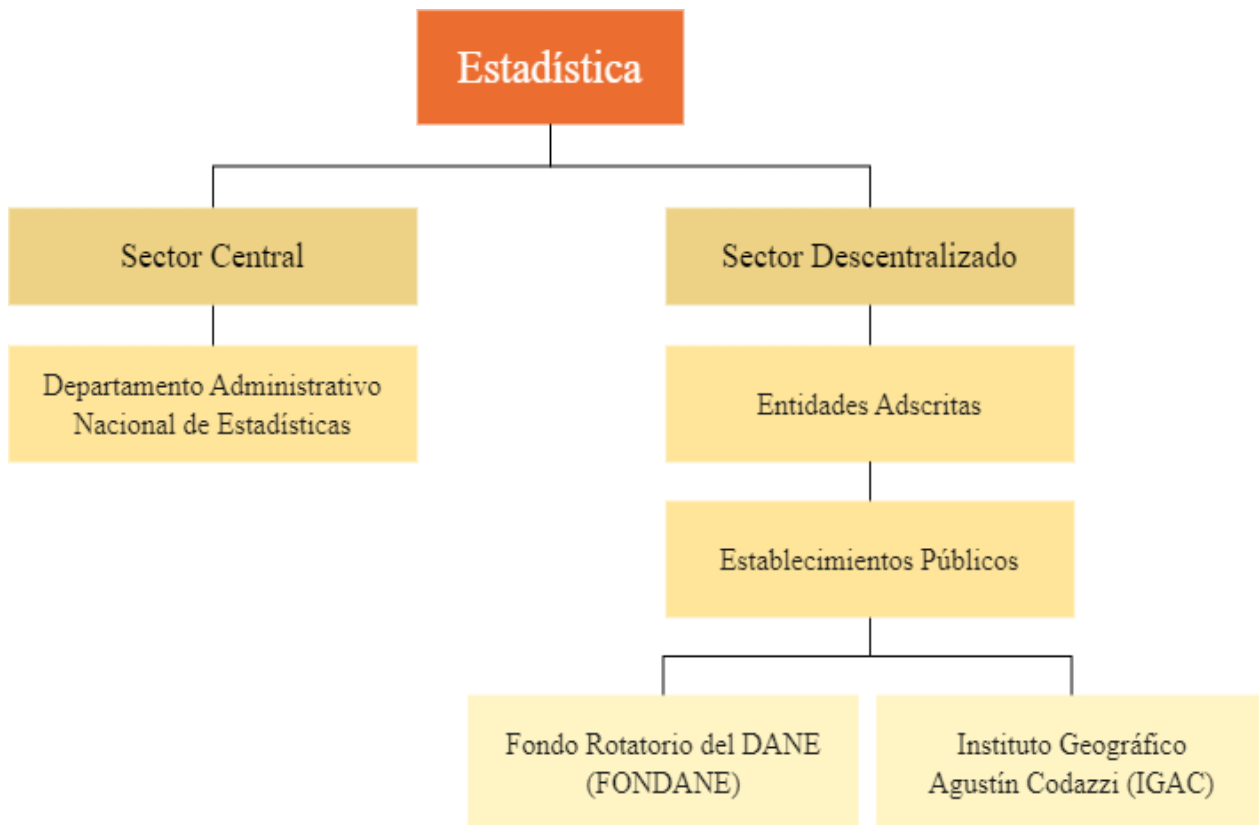 Estadística
Sector Central
Sector Descentralizado
Departamento Administrativo
Nacional de Estadísticas
Entidades Adscritas
Establecimientos Públicos
Fondo Rotatorio del DANE
(FONDANE)
Instituto Geográfico
Agustín Codazzi (IGAC)